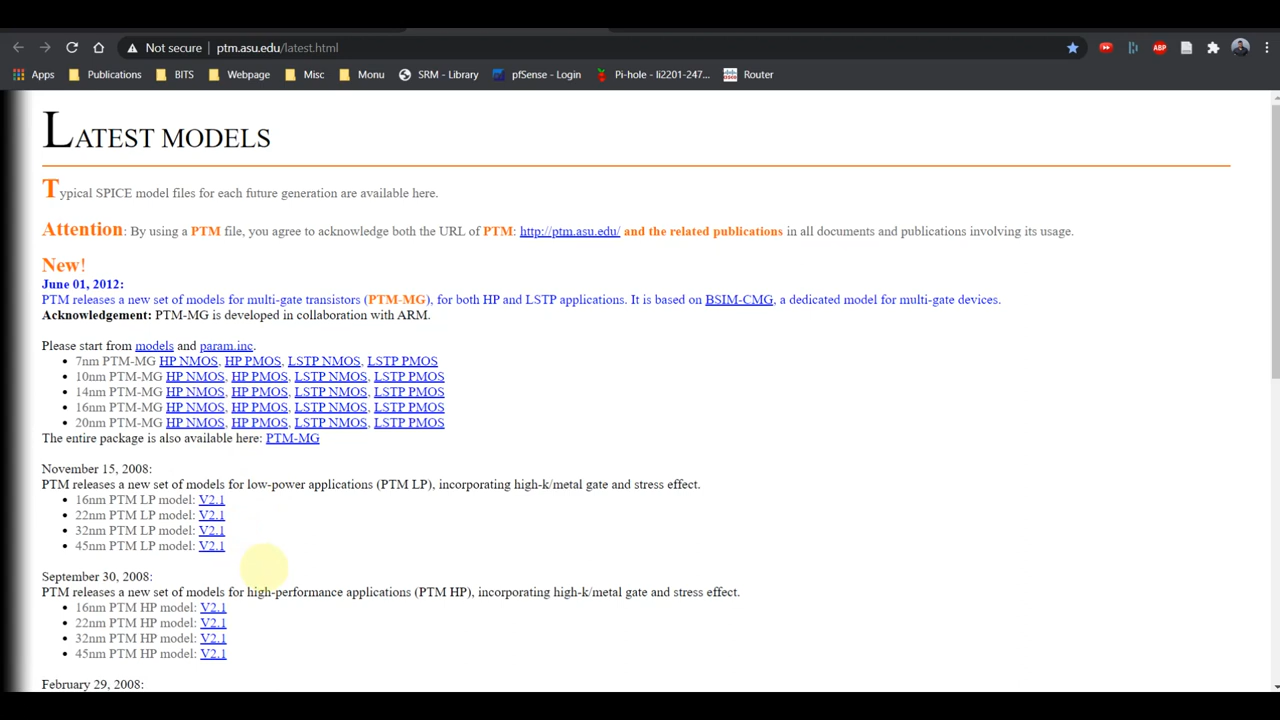 Not secure | ptm.asu.edu/latest.html
ABP
Apps Publications BITS Webpage Misc Monu SRM - Library pfSense - Login Pi-hole - li2201-247... Router
LATEST MODELS
Typical SPICE model files for each future generation are available here.
Attention: By using a PTM file, you agree to acknowledge both the URL of PTM: http://ptm.asu.edu/ and the related publications in all documents and publications involving its usage.
New!
June 01, 2012:
PTM releases a new set of models for multi-gate transistors (PTM-MG), for both HP and LSTP applications. It is based on BSIM-CMG, a dedicated model for multi-gate devices.
Acknowledgement: PTM-MG is developed in collaboration with ARM.
Please start from models and param.inc.
• 7nm PTM-MG HP NMOS, HP PMOS, LSTP NMOS, LSTP PMOS
• 10nm PTM-MG HP NMOS, HP PMOS, LSTP NMOS, LSTP PMOS
• 14nm PTM-MG HP NMOS, HP PMOS, LSTP NMOS, LSTP PMOS
• 16nm PTM-MG HP NMOS, HP PMOS, LSTP NMOS, LSTP PMOS
• 20nm PTM-MG HP NMOS, HP PMOS, LSTP NMOS, LSTP PMOS
The entire package is also available here: PTM-MG
November 15, 2008:
PTM releases a new set of models for low-power applications (PTM LP), incorporating high-k/metal gate and stress effect.
• 16nm PTM LP model: V2.1
• 22nm PTM LP model: V2.1
• 32nm PTM LP model: V2.1
• 45nm PTM LP model: V2.1
September 30, 2008:
PTM releases a new set of models for high-performance applications (PTM HP), incorporating high-k/metal gate and stress effect.
• 16nm PTM HP model: V2.1
• 22nm PTM HP model: V2.1
• 32nm PTM HP model: V2.1
• 45nm PTM HP model: V2.1
February 29, 2008: